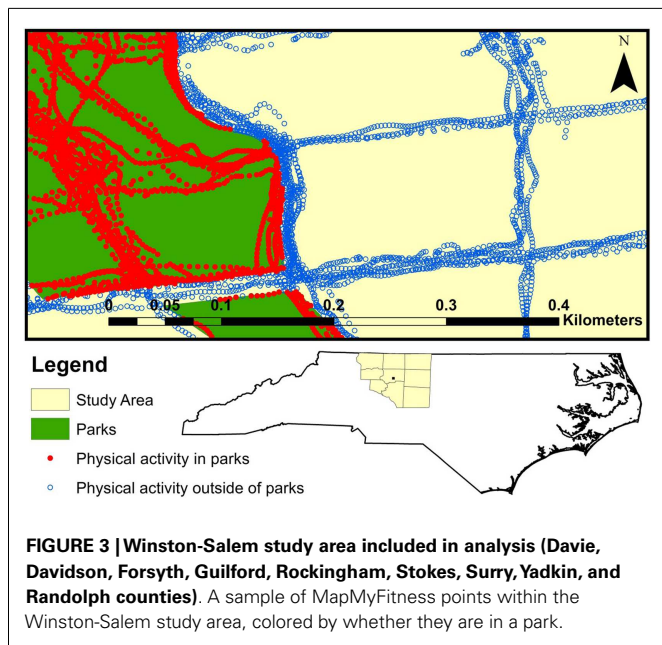 N
0 0.05 0.1 0.2 0.3 0.4
Kilometers
Legend
Study Area
Parks
Physical activity in parks
Physical activity outside of parks
FIGURE 3 | Winston-Salem study area included in analysis (Davie,
Davidson, Forsyth, Guilford, Rockingham, Stokes, Surry, Yadkin, and
Randolph counties). A sample of MapMyFitness points within the
Winston-Salem study area, colored by whether they are in a park.